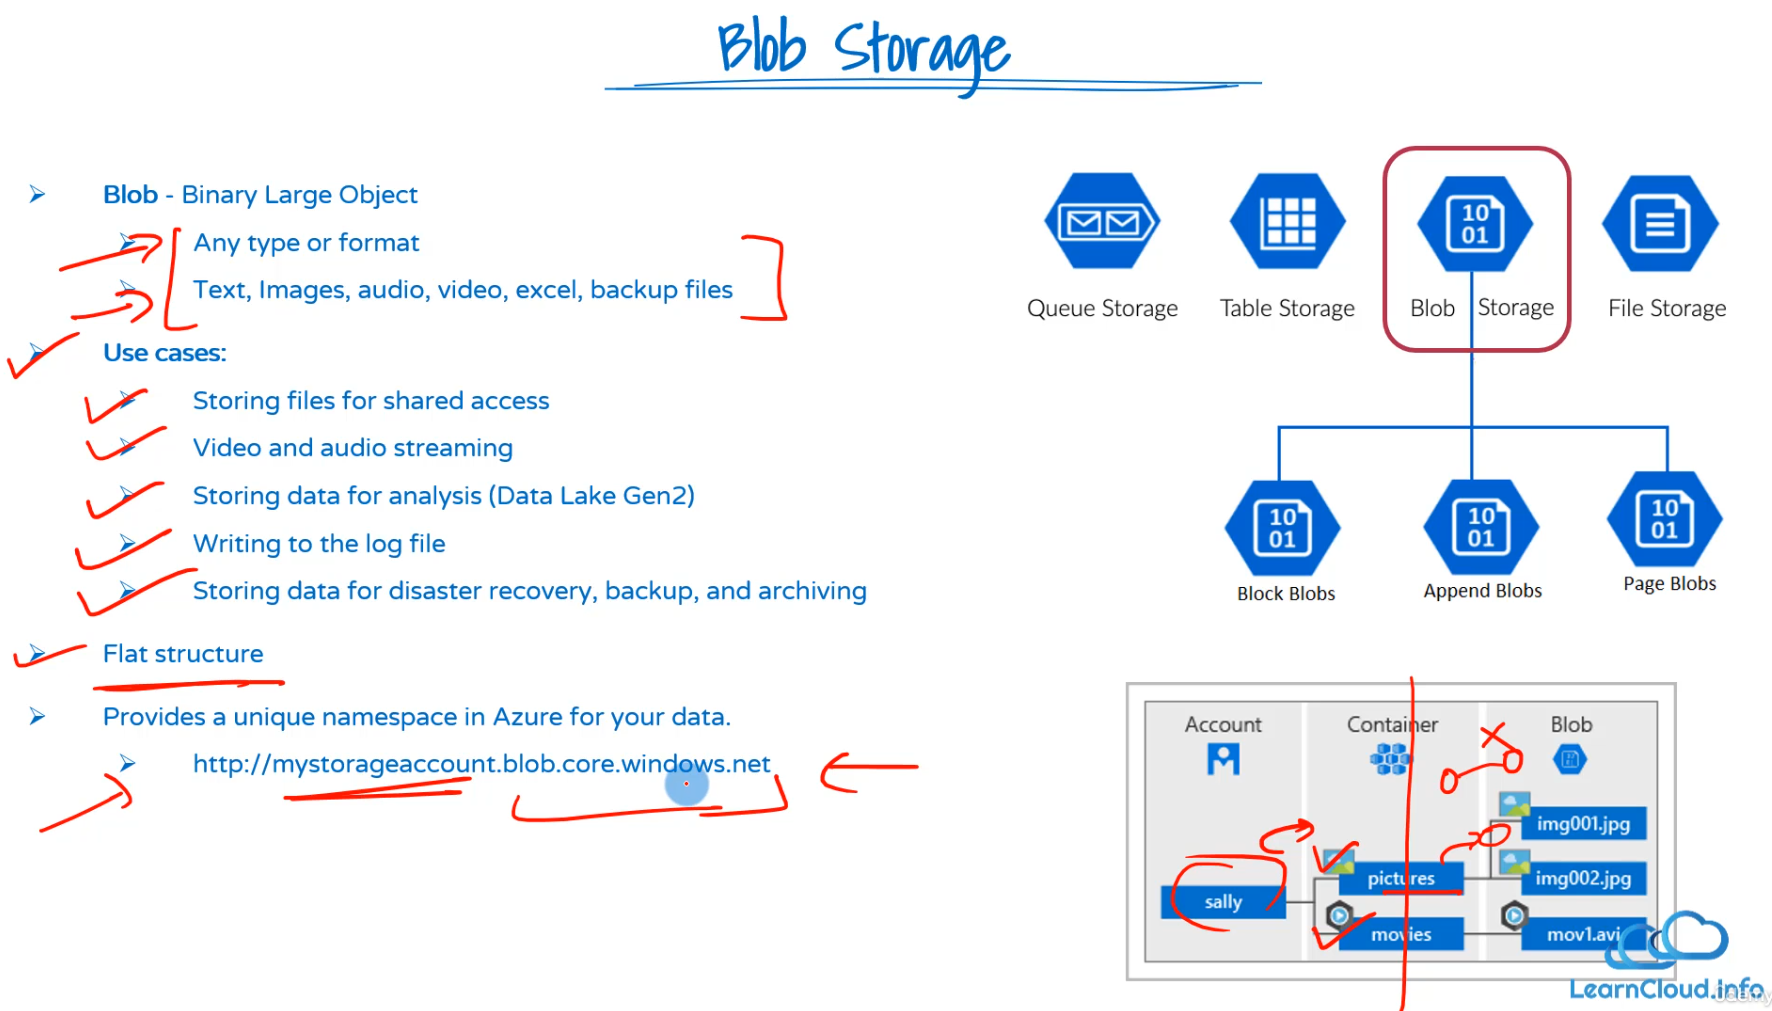 Blob Storage
Blob - Binary Large Object
Any type or format
Text, Images, audio, video, excel, backup files
Use cases:
Storing files for shared access
Video and audio streaming
Storing data for analysis (Data Lake Gen2)
Writing to the log file
Storing data for disaster recovery, backup, and archiving
Flat structure
Provides a unique namespace in Azure for your data.
http://mystorageaccount.blob.core.windows.net
10
01
Queue Storage
Table Storage
Blob Storage
File Storage
10
01
10
01
10
01
Block Blobs
Append Blobs
Page Blobs
Account
Container
Blob
sally
pictures
movies
img001.jpg
img002.jpg
mov1.avi
LearnCloud.info
Udemy